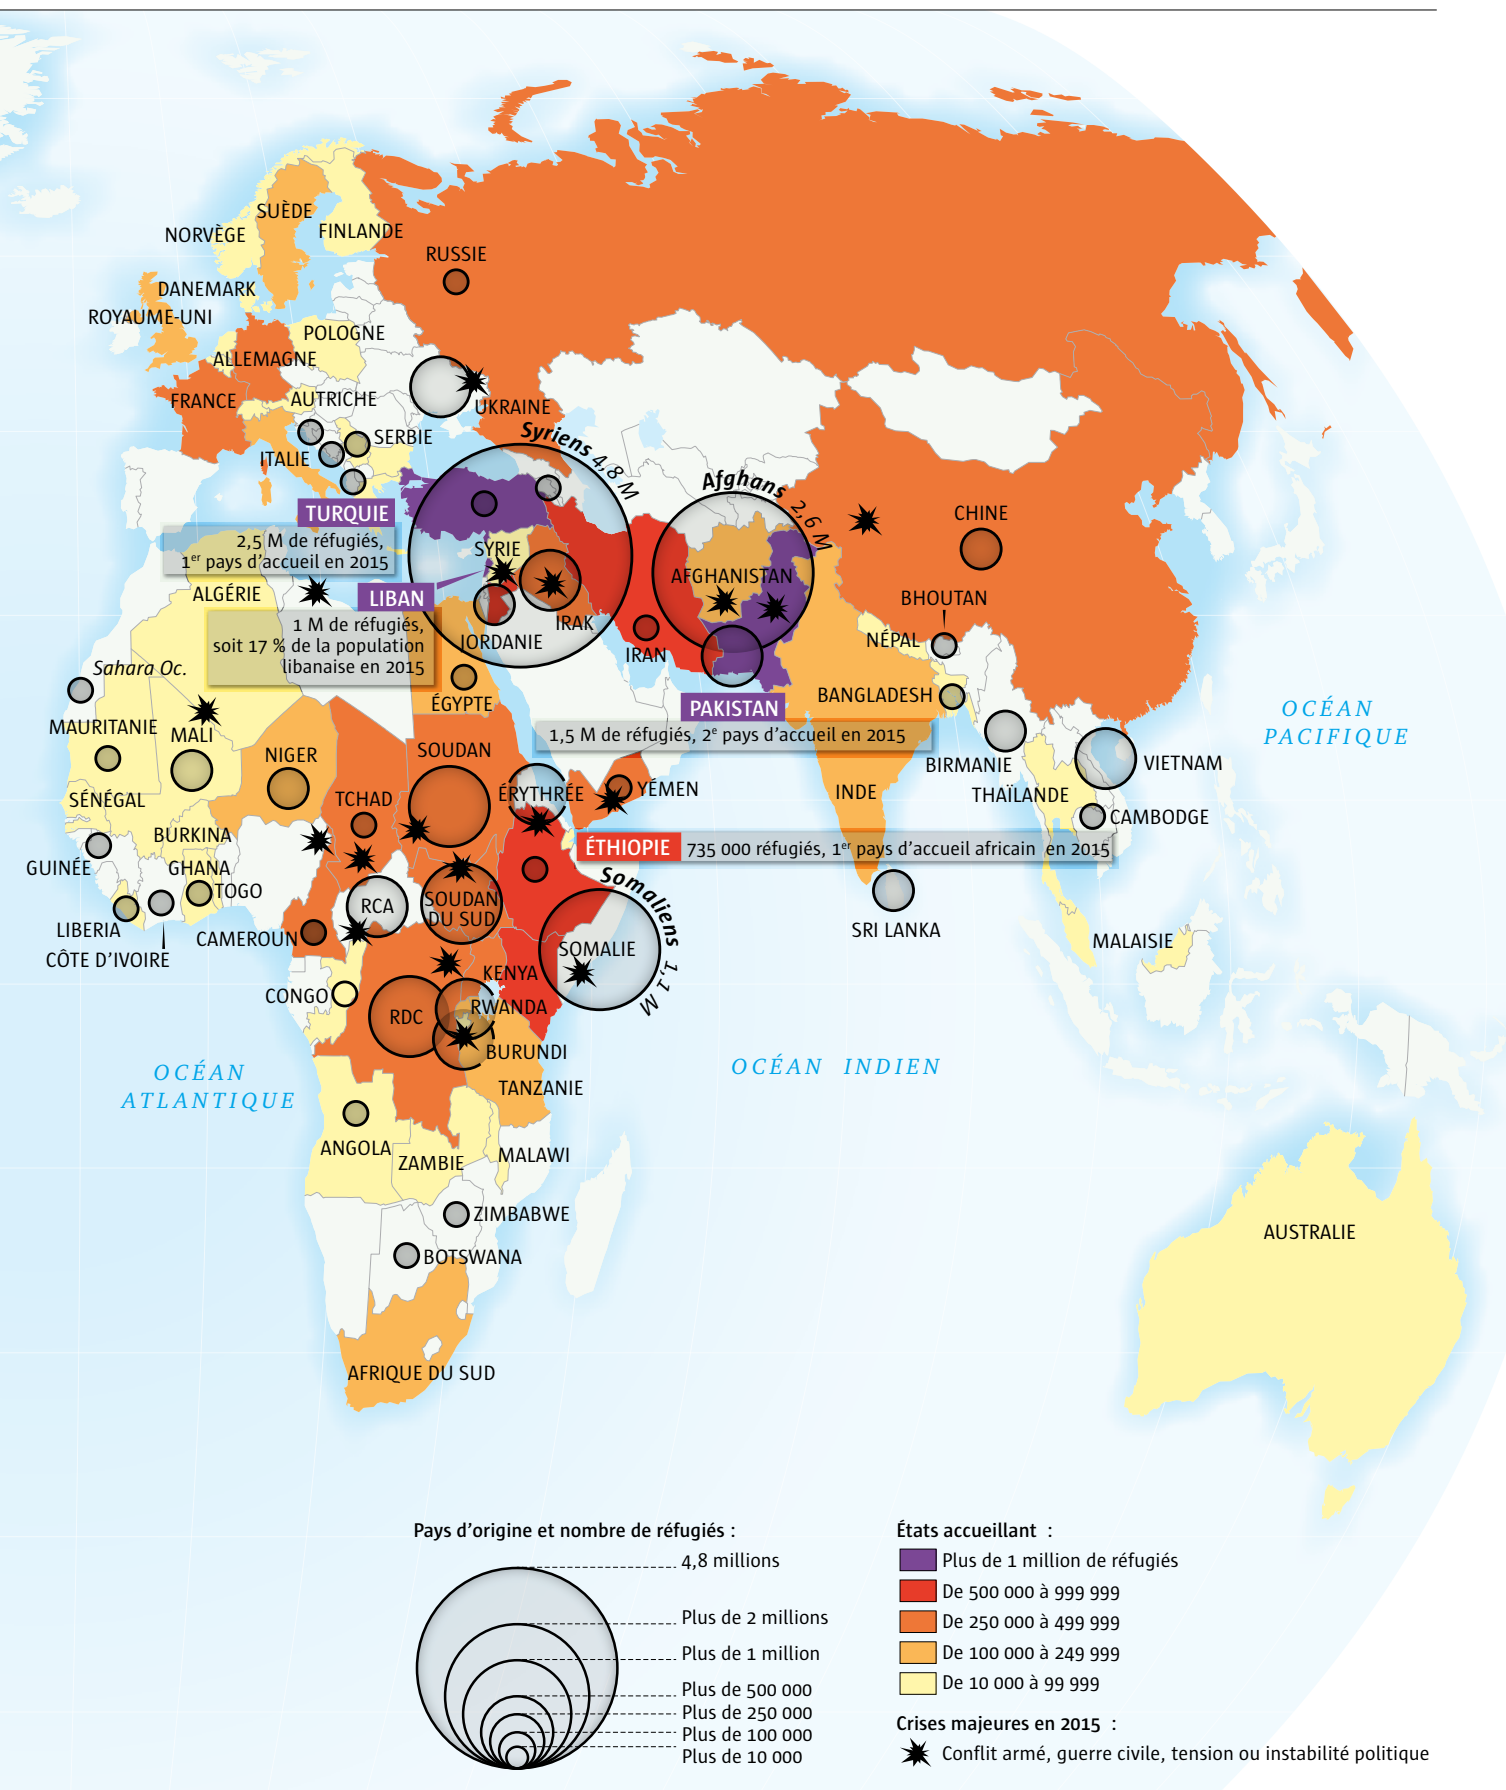 SUÈDE
NORVÈGE
FINLANDE
RUSSIE
DANEMARK
ROYAUME-UNI
POLOGNE
ALLEMAGNE
FRANCE
AUTRICHE
UKRAINE
SERBIE
ITALIE
Syriens 4,8 M
Afghans 2,6 M
TURQUIE
2,5 M de réfugiés,
1er pays d’accueil en 2015
CHINE
SYRIE
AFGHANISTAN
ALGÉRIE
LIBAN
1 M de réfugiés,
soit 17 % de la population
libanaise en 2015
IRAK
JORDANIE
IRAN
BHOUTAN
NÉPAL
Sahara Oc.
ÉGYPTE
BANGLADESH
PAKISTAN
1,5 M de réfugiés, 2e pays d’accueil en 2015
OCÉAN
PACIFIQUE
MAURITANIE
MALI
NIGER
SOUDAN
BIRMANIE
VIETNAM
TCHAD
ÉRYTHRÉE
YÉMEN
INDE
THAÏLANDE
SÉNÉGAL
CAMBODGE
BURKINA
ÉTHIOPIE
735 000 réfugiés, 1er pays d’accueil africain en 2015
GUINÉE
GHANA
TOGO
RCA
SOUDAN
DU SUD
Somaliens 1,1 M
LIBERIA
CAMEROUN
CÔTE D’IVOIRE
SRI LANKA
MALAISIE
SOMALIE
KENYA
CONGO
RDC
RWANDA
BURUNDI
OCÉAN
ATLANTIQUE
OCÉAN INDIEN
TANZANIE
ANGOLA
ZAMBIE
MALAWI
ZIMBABWE
BOTSWANA
AUSTRALIE
AFRIQUE DU SUD
Pays d’origine et nombre de réfugiés :
4,8 millions
Plus de 2 millions
Plus de 1 million
Plus de 500 000
Plus de 250 000
Plus de 100 000
Plus de 10 000
États accueillant :
Plus de 1 million de réfugiés
De 500 000 à 999 999
De 250 000 à 499 999
De 100 000 à 249 999
De 10 000 à 99 999
Crises majeures en 2015 :
Conflit armé, guerre civile, tension ou instabilité politique